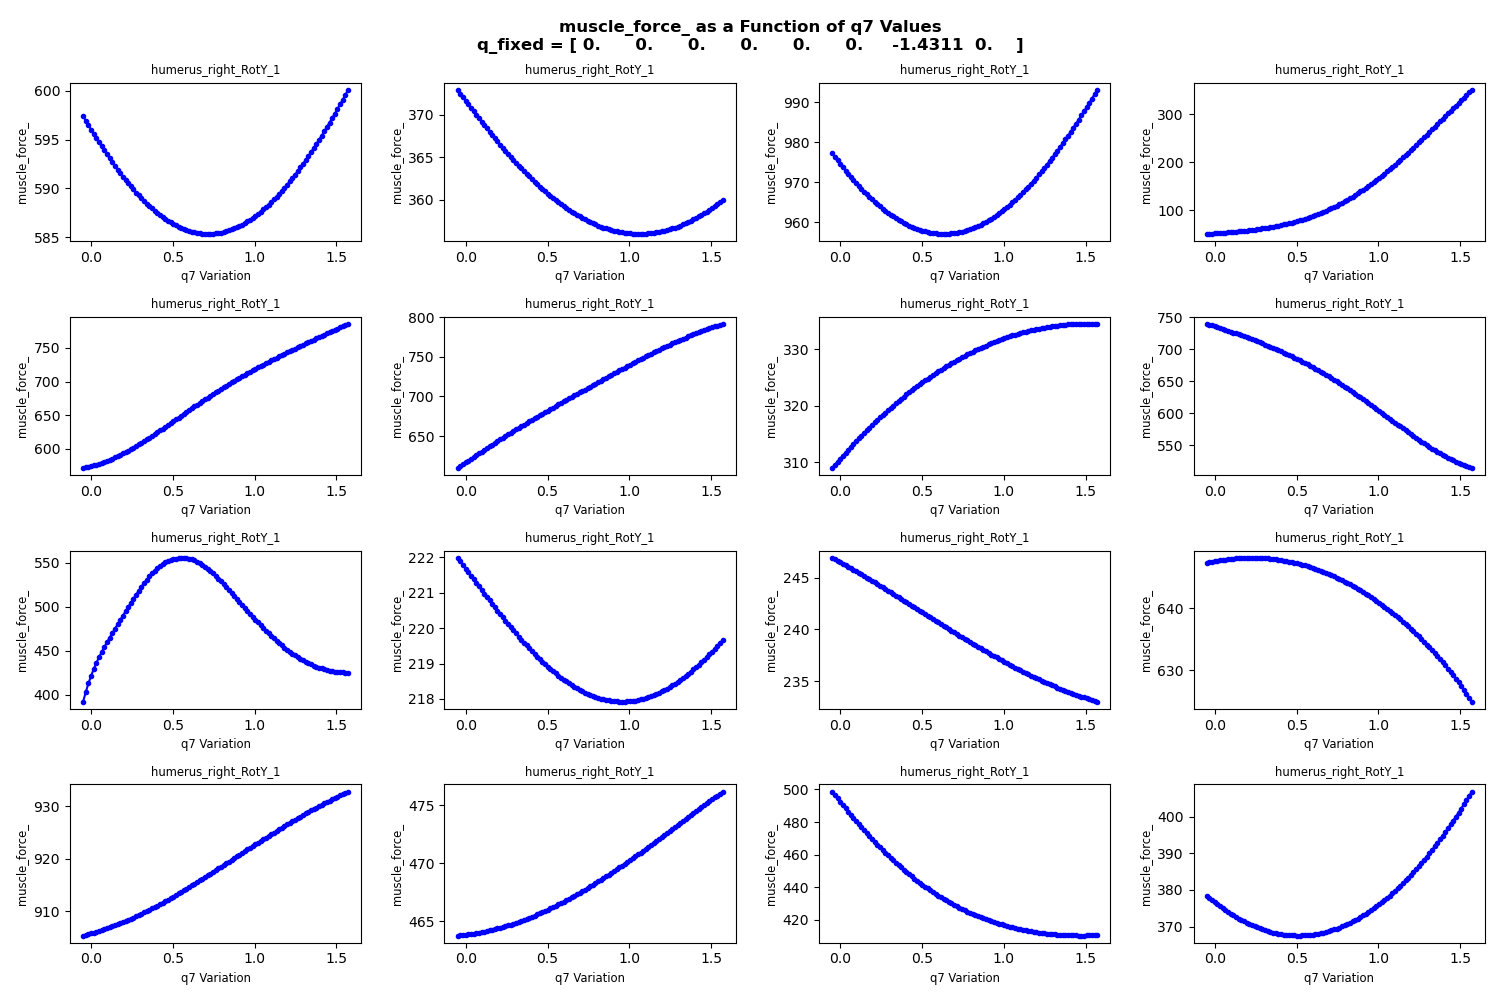 muscle_force_ as a Function of q7 Values
q_fixed = [ 0. 0. 0. 0. 0. 0. -1.4311 0. ]
humerus_right_RotY_1 humerus_right_RotY_1 humerus_right_RotY_1 humerus_right_RotY_1
muscle_force_
600
595
590
585
0.0 0.5 1.0 1.5
q7 Variation
muscle_force_
370
365
360
0.0 0.5 1.0 1.5
q7 Variation
muscle_force_
990
980
970
960
0.0 0.5 1.0 1.5
q7 Variation
muscle_force_
300
200
100
0.0 0.5 1.0 1.5
q7 Variation
humerus_right_RotY_1 humerus_right_RotY_1 humerus_right_RotY_1 humerus_right_RotY_1
muscle_force_
750
700
650
600
0.0 0.5 1.0 1.5
q7 Variation
muscle_force_
800
750
700
650
0.0 0.5 1.0 1.5
q7 Variation
muscle_force_
330
320
310
0.0 0.5 1.0 1.5
q7 Variation
muscle_force_
750
700
650
600
550
0.0 0.5 1.0 1.5
q7 Variation
humerus_right_RotY_1 humerus_right_RotY_1 humerus_right_RotY_1 humerus_right_RotY_1
muscle_force_
550
500
450
400
0.0 0.5 1.0 1.5
q7 Variation
muscle_force_
222
221
220
219
218
0.0 0.5 1.0 1.5
q7 Variation
muscle_force_
245
240
235
0.0 0.5 1.0 1.5
q7 Variation
muscle_force_
640
630
0.0 0.5 1.0 1.5
q7 Variation
humerus_right_RotY_1 humerus_right_RotY_1 humerus_right_RotY_1 humerus_right_RotY_1
muscle_force_
930
920
910
0.0 0.5 1.0 1.5
q7 Variation
muscle_force_
475
470
465
0.0 0.5 1.0 1.5
q7 Variation
muscle_force_
500
480
460
440
420
0.0 0.5 1.0 1.5
q7 Variation
muscle_force_
400
390
380
370
0.0 0.5 1.0 1.5
q7 Variation